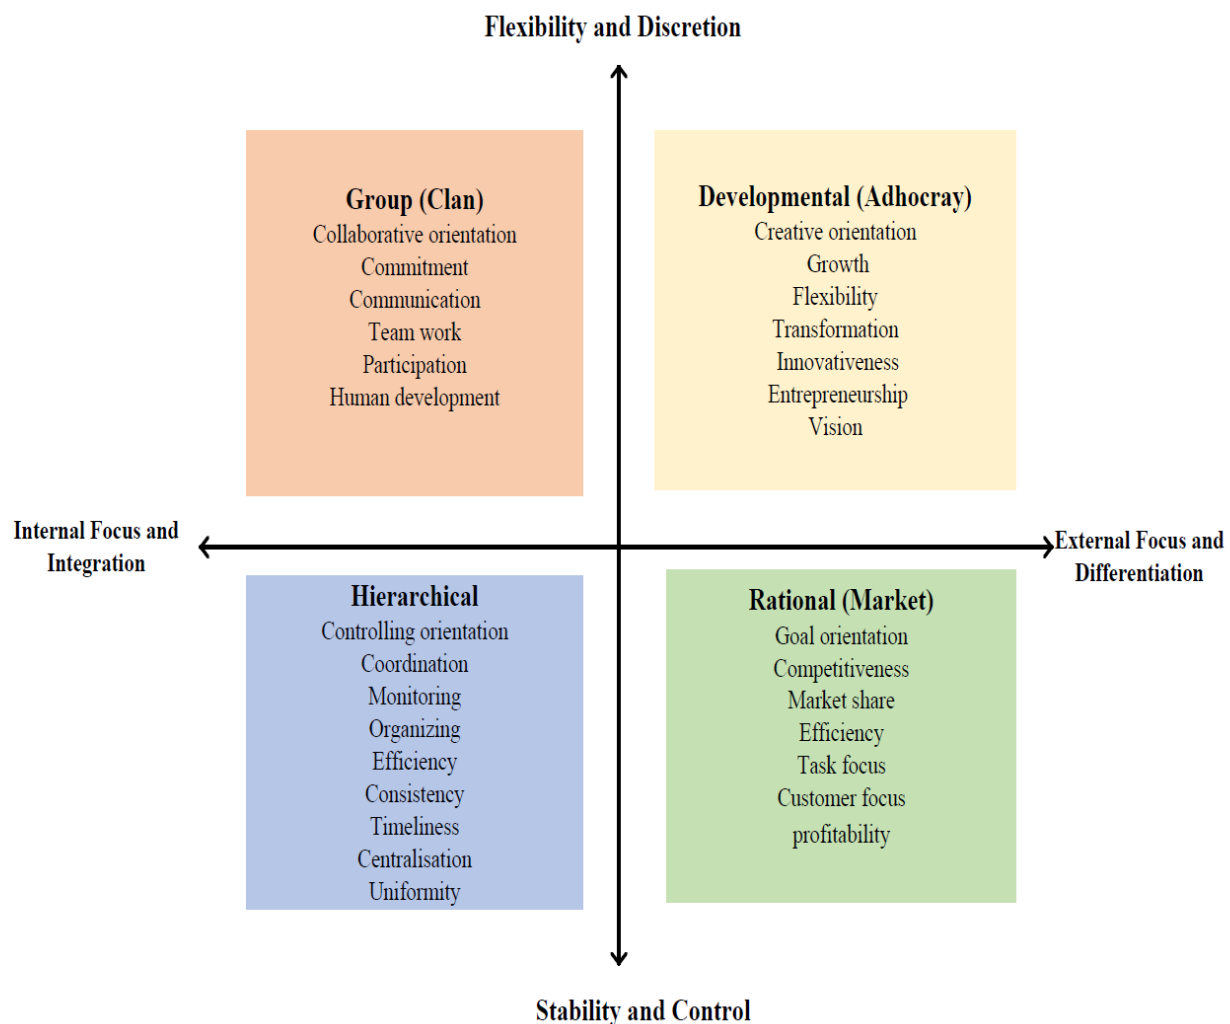 Flexibility and Discretion
Group (Clan)
Collaborative orientation
Commitment
Communication
Team work
Participation
Human development
Developmental (Adhocray)
Creative orientation
Growth
Flexibility
Transformation
Innovativeness
Entrepreneurship
Vision
Internal Focus and
Integration
External Focus and
Differentiation
Hierarchical
Controlling orientation
Coordination
Monitoring
Organizing
Efficiency
Consistency
Timeliness
Centralisation
Uniformity
Rational (Market)
Goal orientation
Competitiveness
Market share
Efficiency
Task focus
Customer focus
profitability
Stability and Control